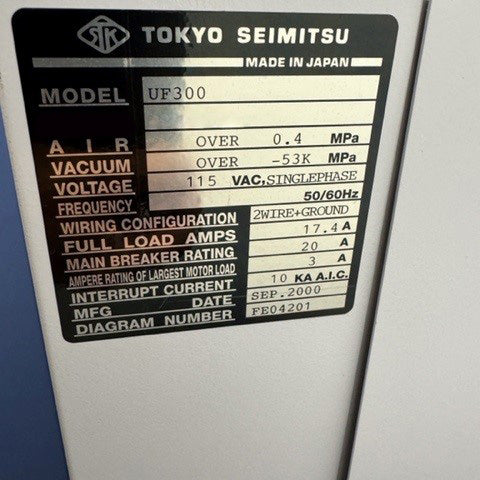 STK TOKYO SEIMITSU
MADE IN JAPAN
MODEL UF300
AIR OVER 0.4 MPa
VACUUM OVER -53K MPa
VOLTAGE 115 VAC,SINGLEPHASE
FREQUENCY 50/60Hz
WIRING CONFIGURATION 2WIRE+GROUND
FULL LOAD AMPS 17.4 A
MAIN BREAKER RATING 20 A
AMPERE RATING OF LARGEST MOTOR LOAD 3 A
INTERRUPT CURRENT 10 KA A.I.C.
MFG DATE SEP.2000
DIAGRAM NUMBER FE04201